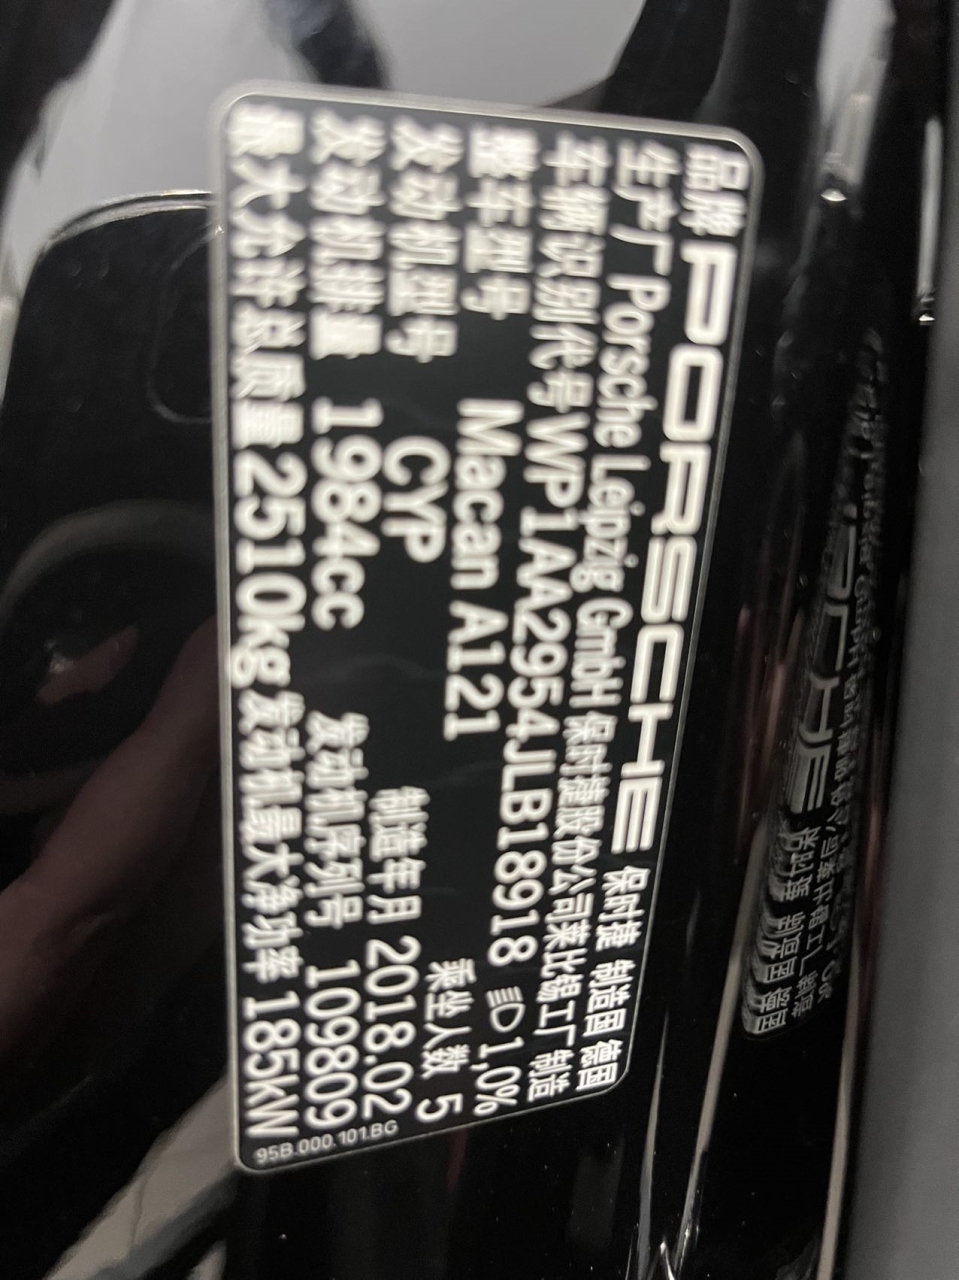 品牌 PORSCHE 保时捷 制造国 德国
生产厂 Porsche Leipzig GmbH 保时捷股份公司莱比锡工厂 制造
车辆识别代号 WP1AA2954JLB18918 1,0%
整车型号 Macan A121 乘坐人数 5
发动机型号 CYP 制造年月 2018.02
发动机排量 1984cc 发动机序列号 109809
最大允许总质量 2510kg 发动机最大净功率 185kW
95B.000.101.BG